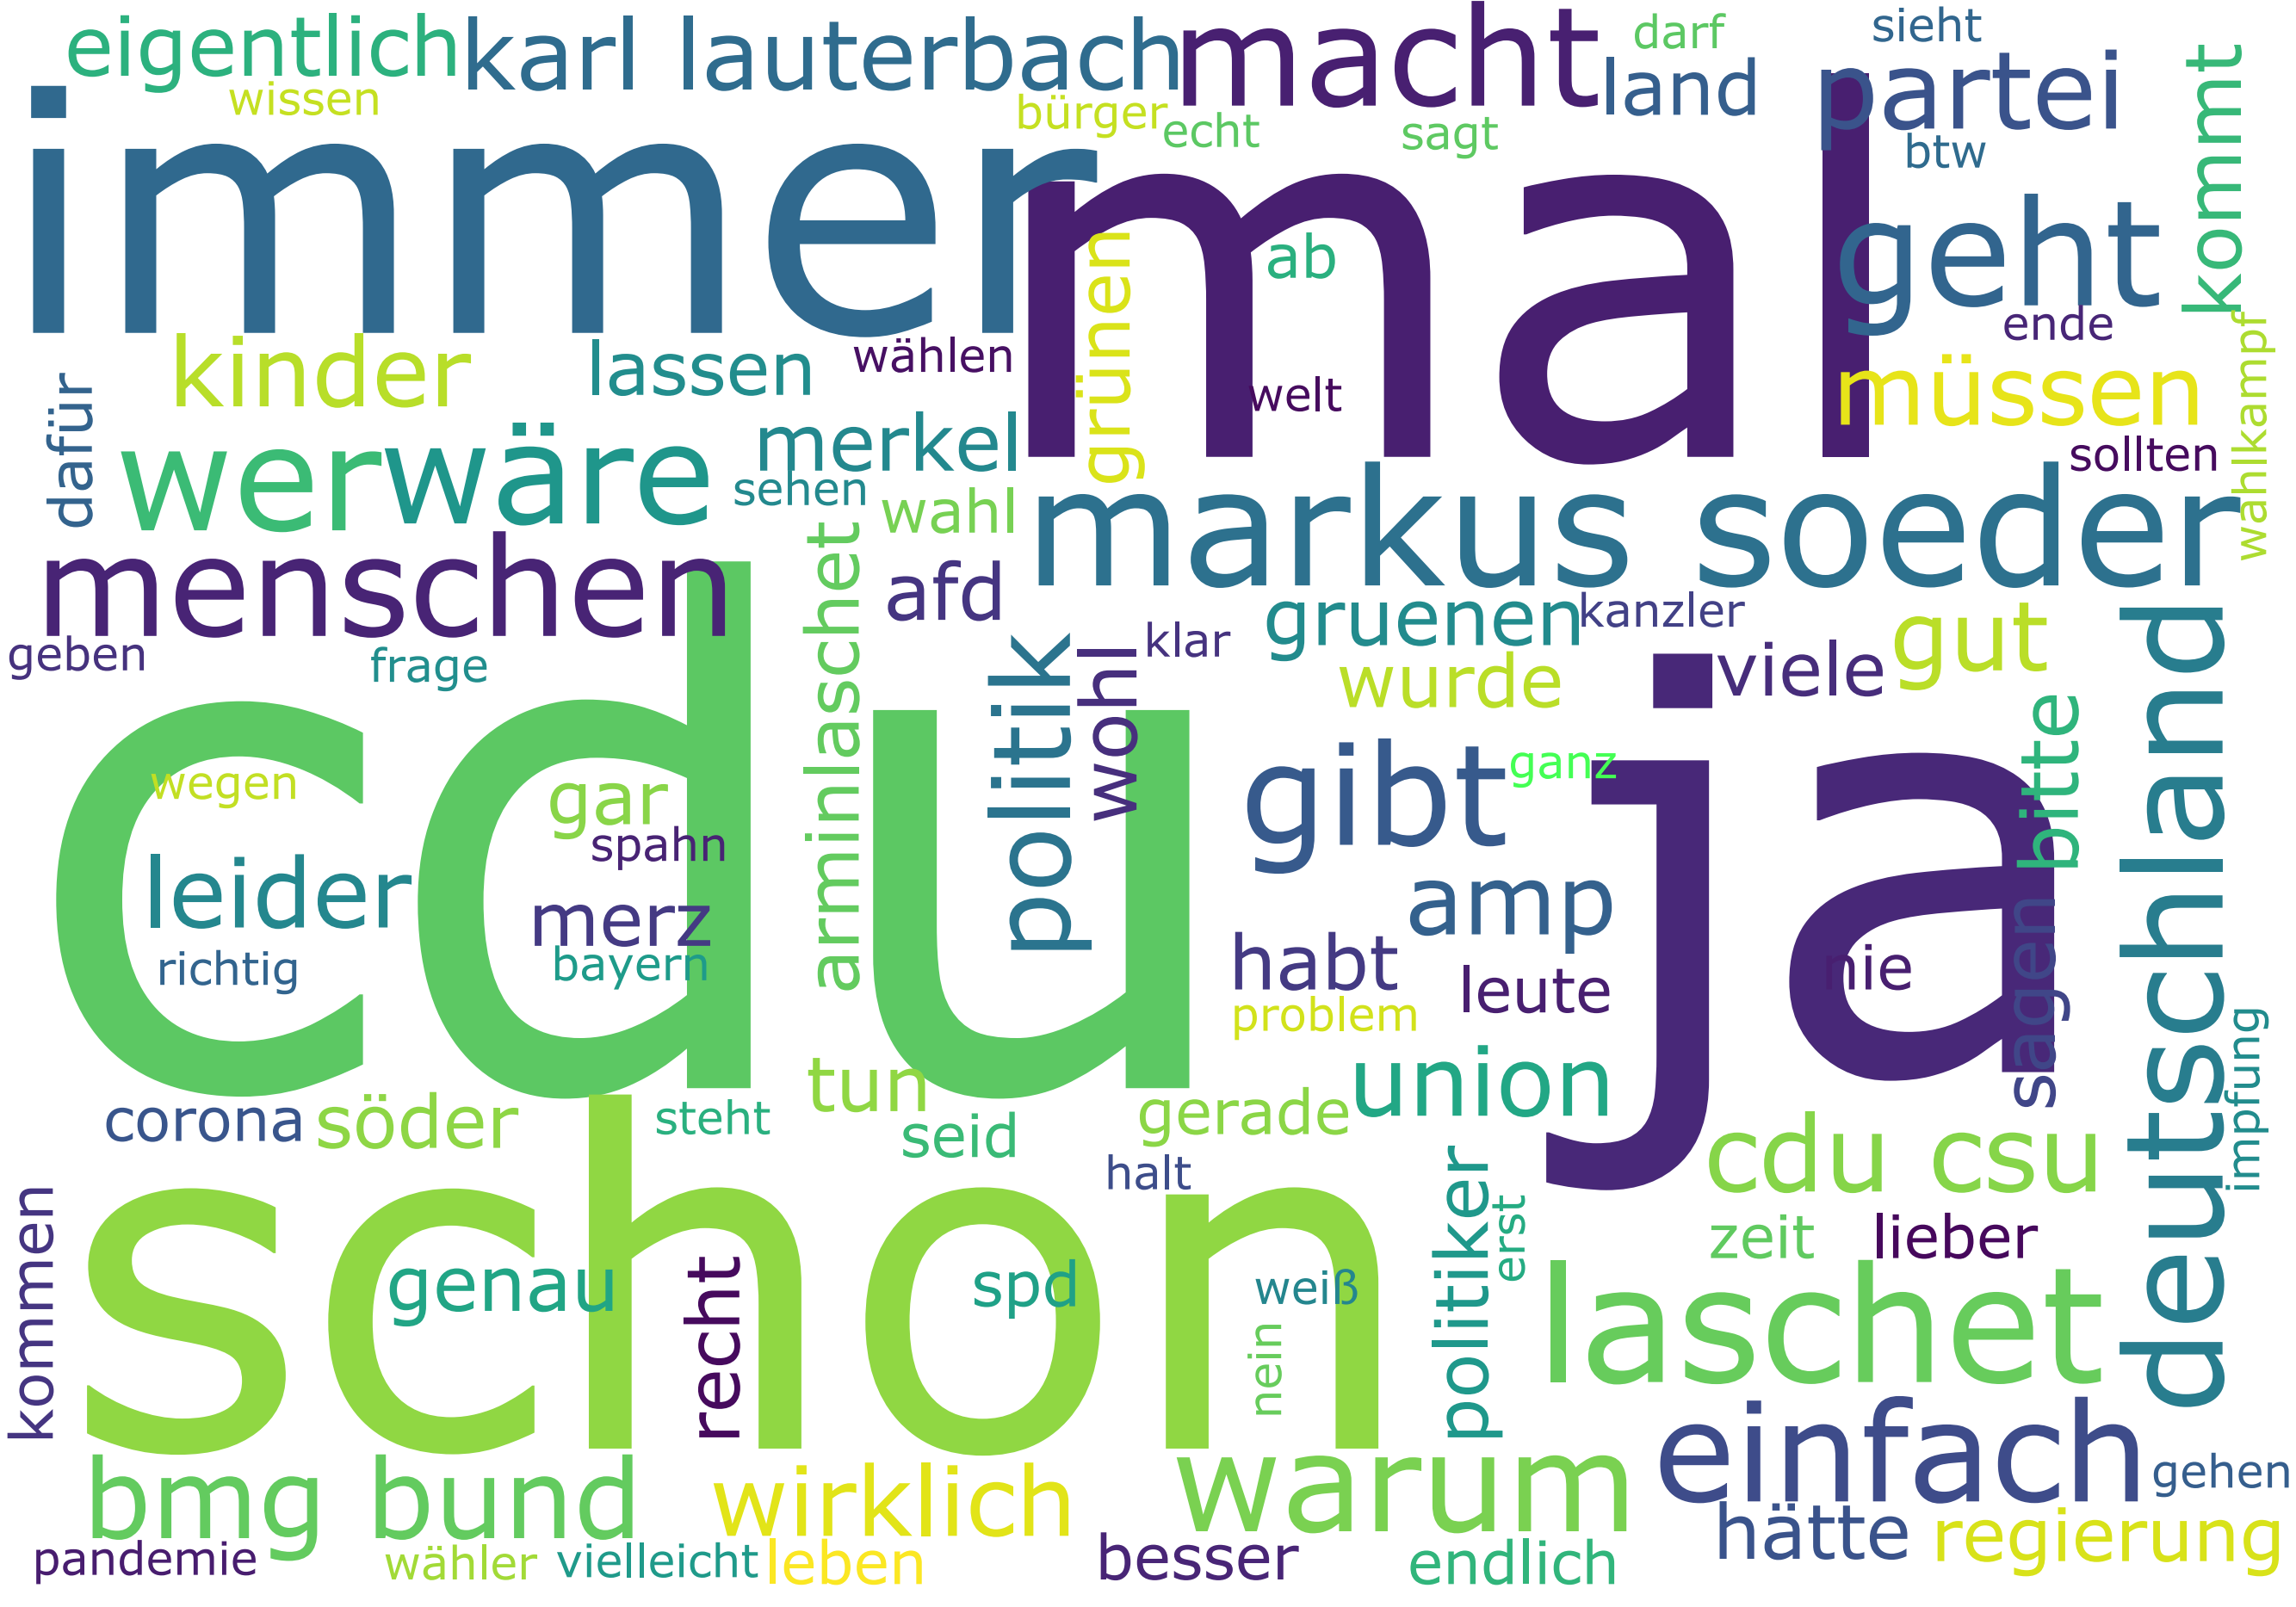 eigentlich
karl lauterbach
macht
darf
sieht
wissen
bürger
echt
sagt
land
partei
btw
kommt
immer
mal
geht
ende
grünen
ab
kinder
lassen
wählen
welt
müssen
wahlkampf
dafür
wer
wäre
merkel
sehen
wahl
sollten
markus soeder
menschen
afd
geben
frage
arminlaschet
politik
wohl
klar
gruenen
kanzler
wurde
viele
gut
deutschland
cdu
ja
wegen
gar
spahn
gibt
ganz
bitte
leider
merz
amp
richtig
bayern
habt
leute
nie
sagen
problem
impfung
corona
söder
tun
steht
seid
gerade
union
cdu csu
halt
kommen
schon
genau
recht
spd
weiß
nein
politiker
erst
zeit
lieber
laschet
bmg bund
wirklich
warum
einfach
gehen
pandemie
wähler
vielleicht
leben
besser
endlich
hätte
regierung